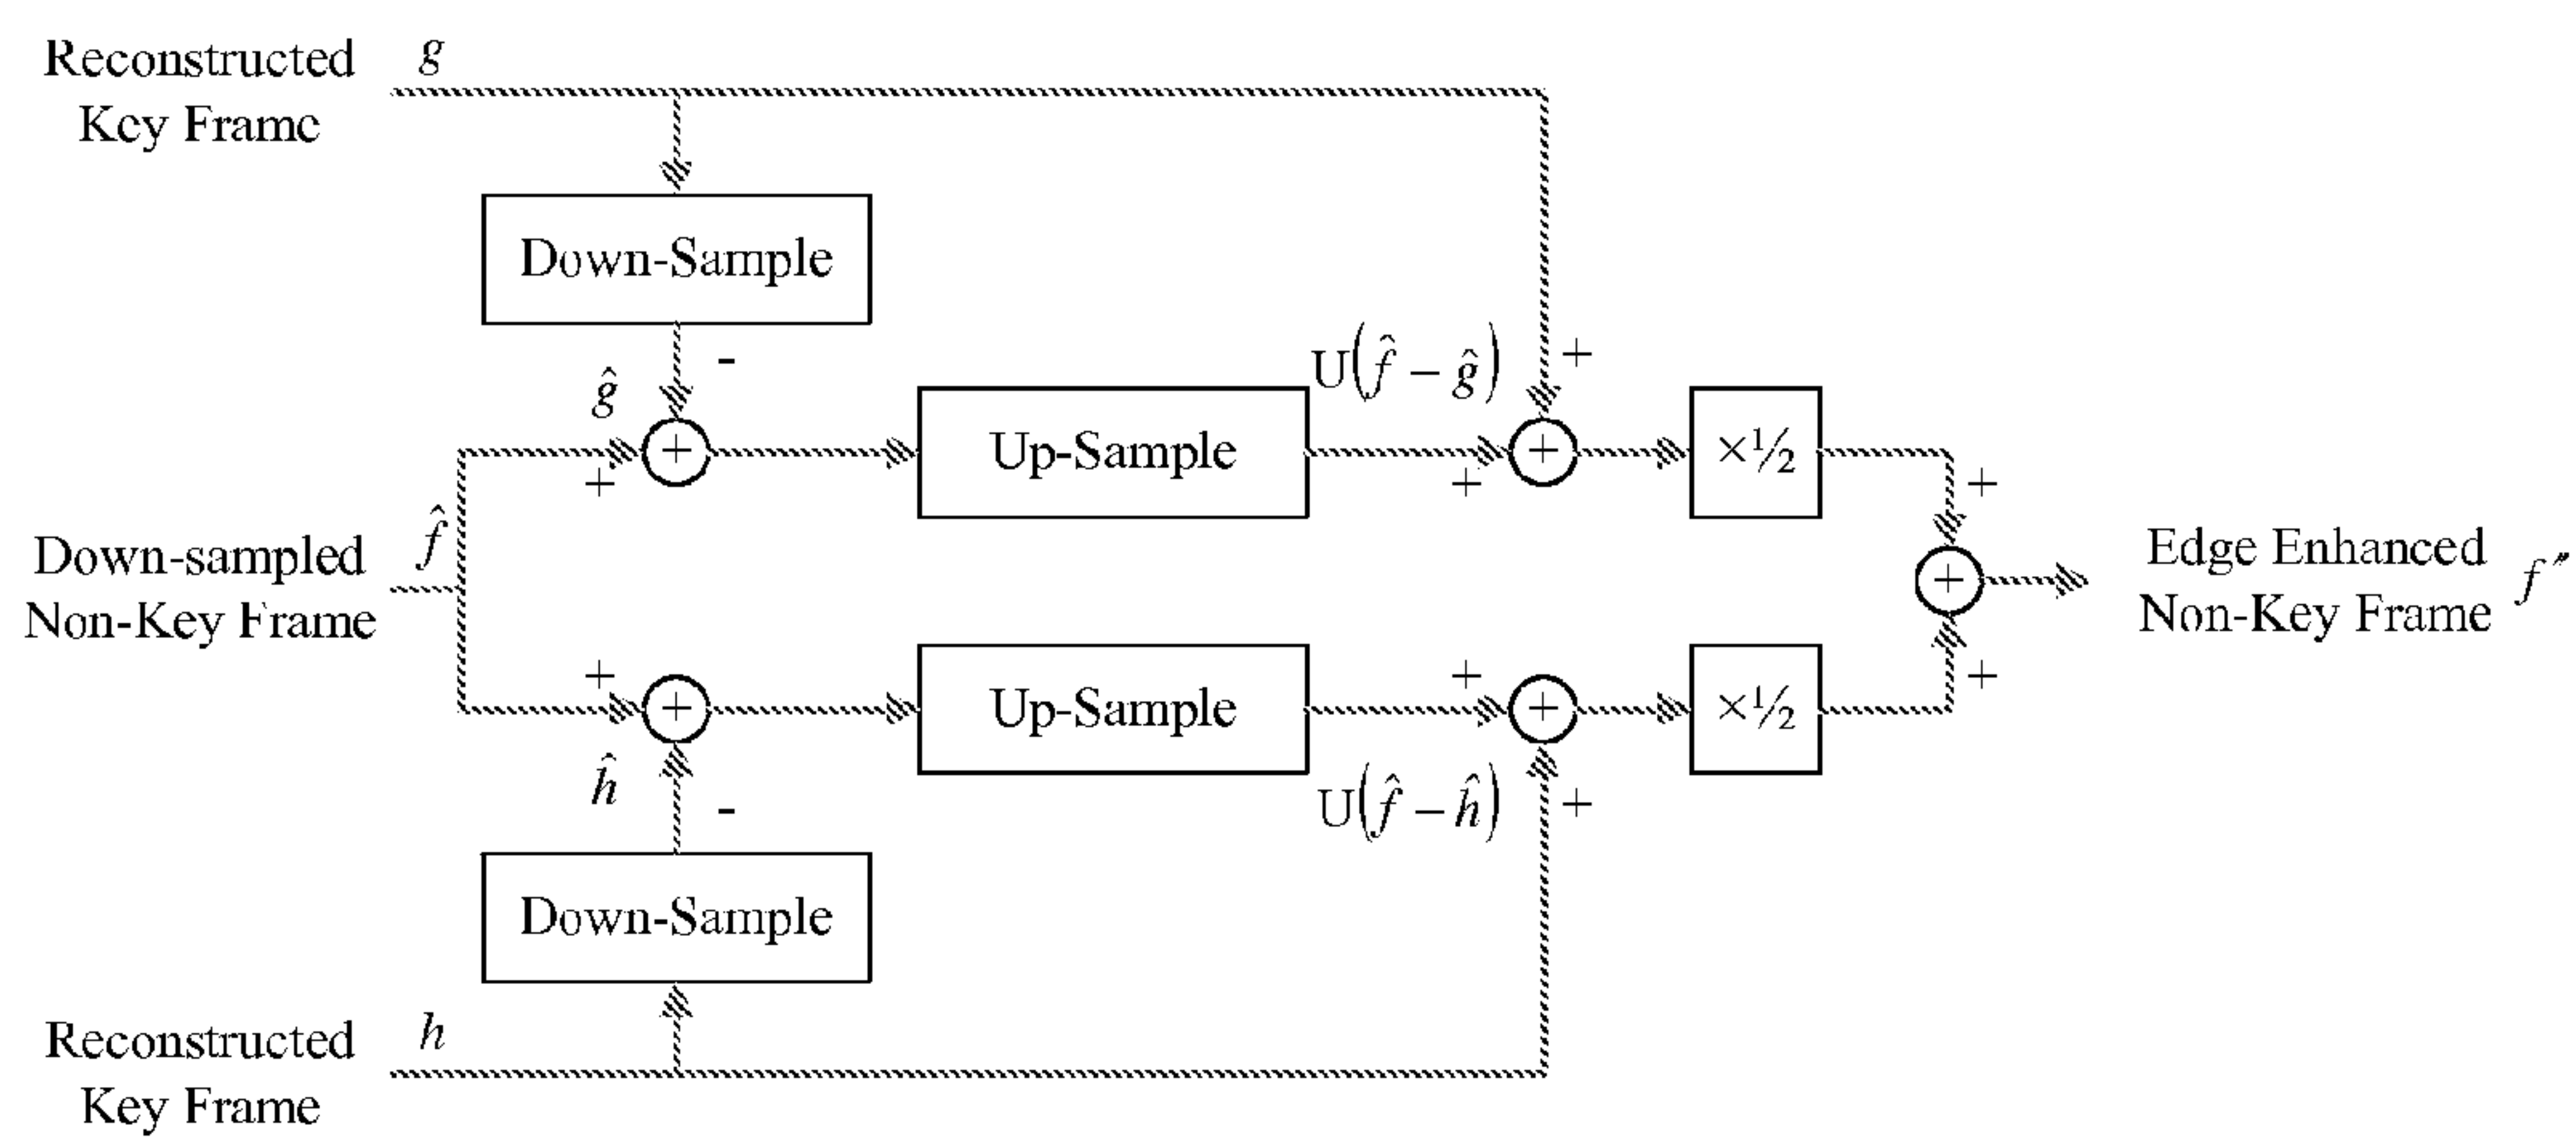 Reconstructed
Key Frame
g
Down-Sample
-
ĝ
U(f̂ − ĝ)
+
+
Up-Sample
+
+
+
×½
+
Down-sampled
Non-Key Frame
f̂
+
Edge Enhanced
Non-Key Frame
f″
+
+
Up-Sample
+
+
×½
+
ĥ
-
U(f̂ − ĥ)
+
Down-Sample
Reconstructed
Key Frame
h